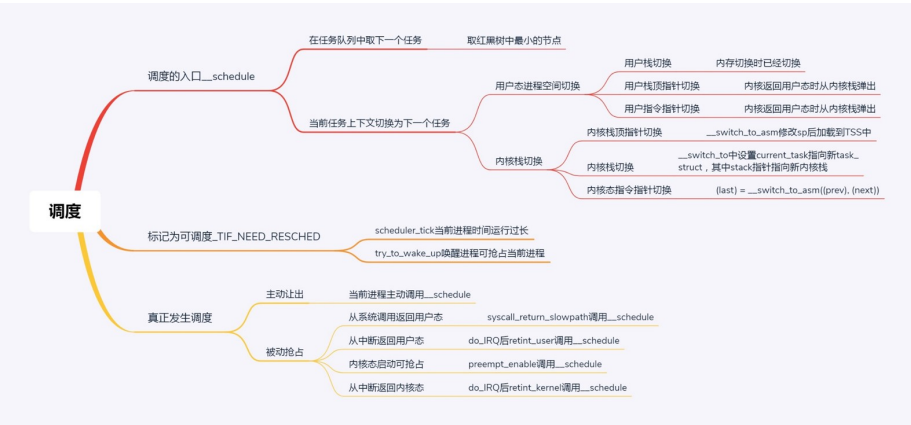 调度
调度的入口__schedule
在任务队列中取下一个任务
取红黑树中最小的节点
当前任务上下文切换为下一个任务
用户态进程空间切换
用户栈切换
内存切换时已经切换
用户栈顶指针切换
内核返回用户态时从内核栈弹出
用户指令指针切换
内核返回用户态时从内核栈弹出
内核栈切换
内核栈顶指针切换
__switch_to_asm修改sp后加载到TSS中
内核栈切换
__switch_to中设置current_task指向新task_
struct，其中stack指针指向新内核栈
内核态指令指针切换
(last) = __switch_to_asm((prev), (next))
标记为可调度_TIF_NEED_RESCHED
scheduler_tick当前进程时间运行过长
try_to_wake_up唤醒进程可抢占当前进程
真正发生调度
主动让出
当前进程主动调用__schedule
被动抢占
从系统调用返回用户态
syscall_return_slowpath调用__schedule
从中断返回用户态
do_IRQ后retint_user调用__schedule
内核态启动可抢占
preempt_enable调用__schedule
从中断返回内核态
do_IRQ后retint_kernel调用__schedule